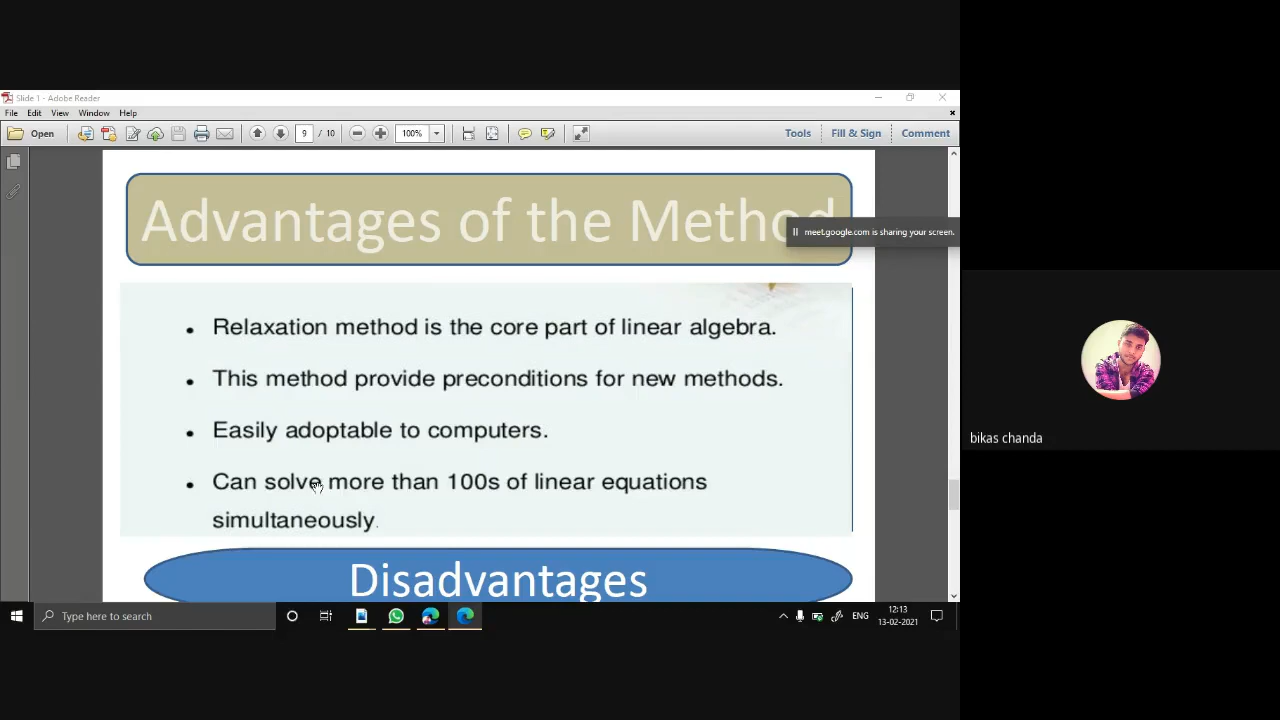 Slide 1 - Adobe Reader
File Edit View Window Help
Open 9 / 10 100% Tools Fill & Sign Comment
Advantages of the Method
meet.google.com is sharing your screen.
• Relaxation method is the core part of linear algebra.
• This method provide preconditions for new methods.
• Easily adoptable to computers.
• Can solve more than 100s of linear equations
simultaneously.
Disadvantages
bikas chanda
Type here to search
ENG
12:13
13-02-2021